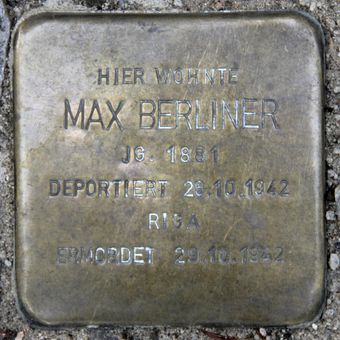 HIER WOHNTE
MAX BERLINER
JG. 1881
DEPORTIERT 26.10.1942
RIGA
ERMORDET 29.10.1942